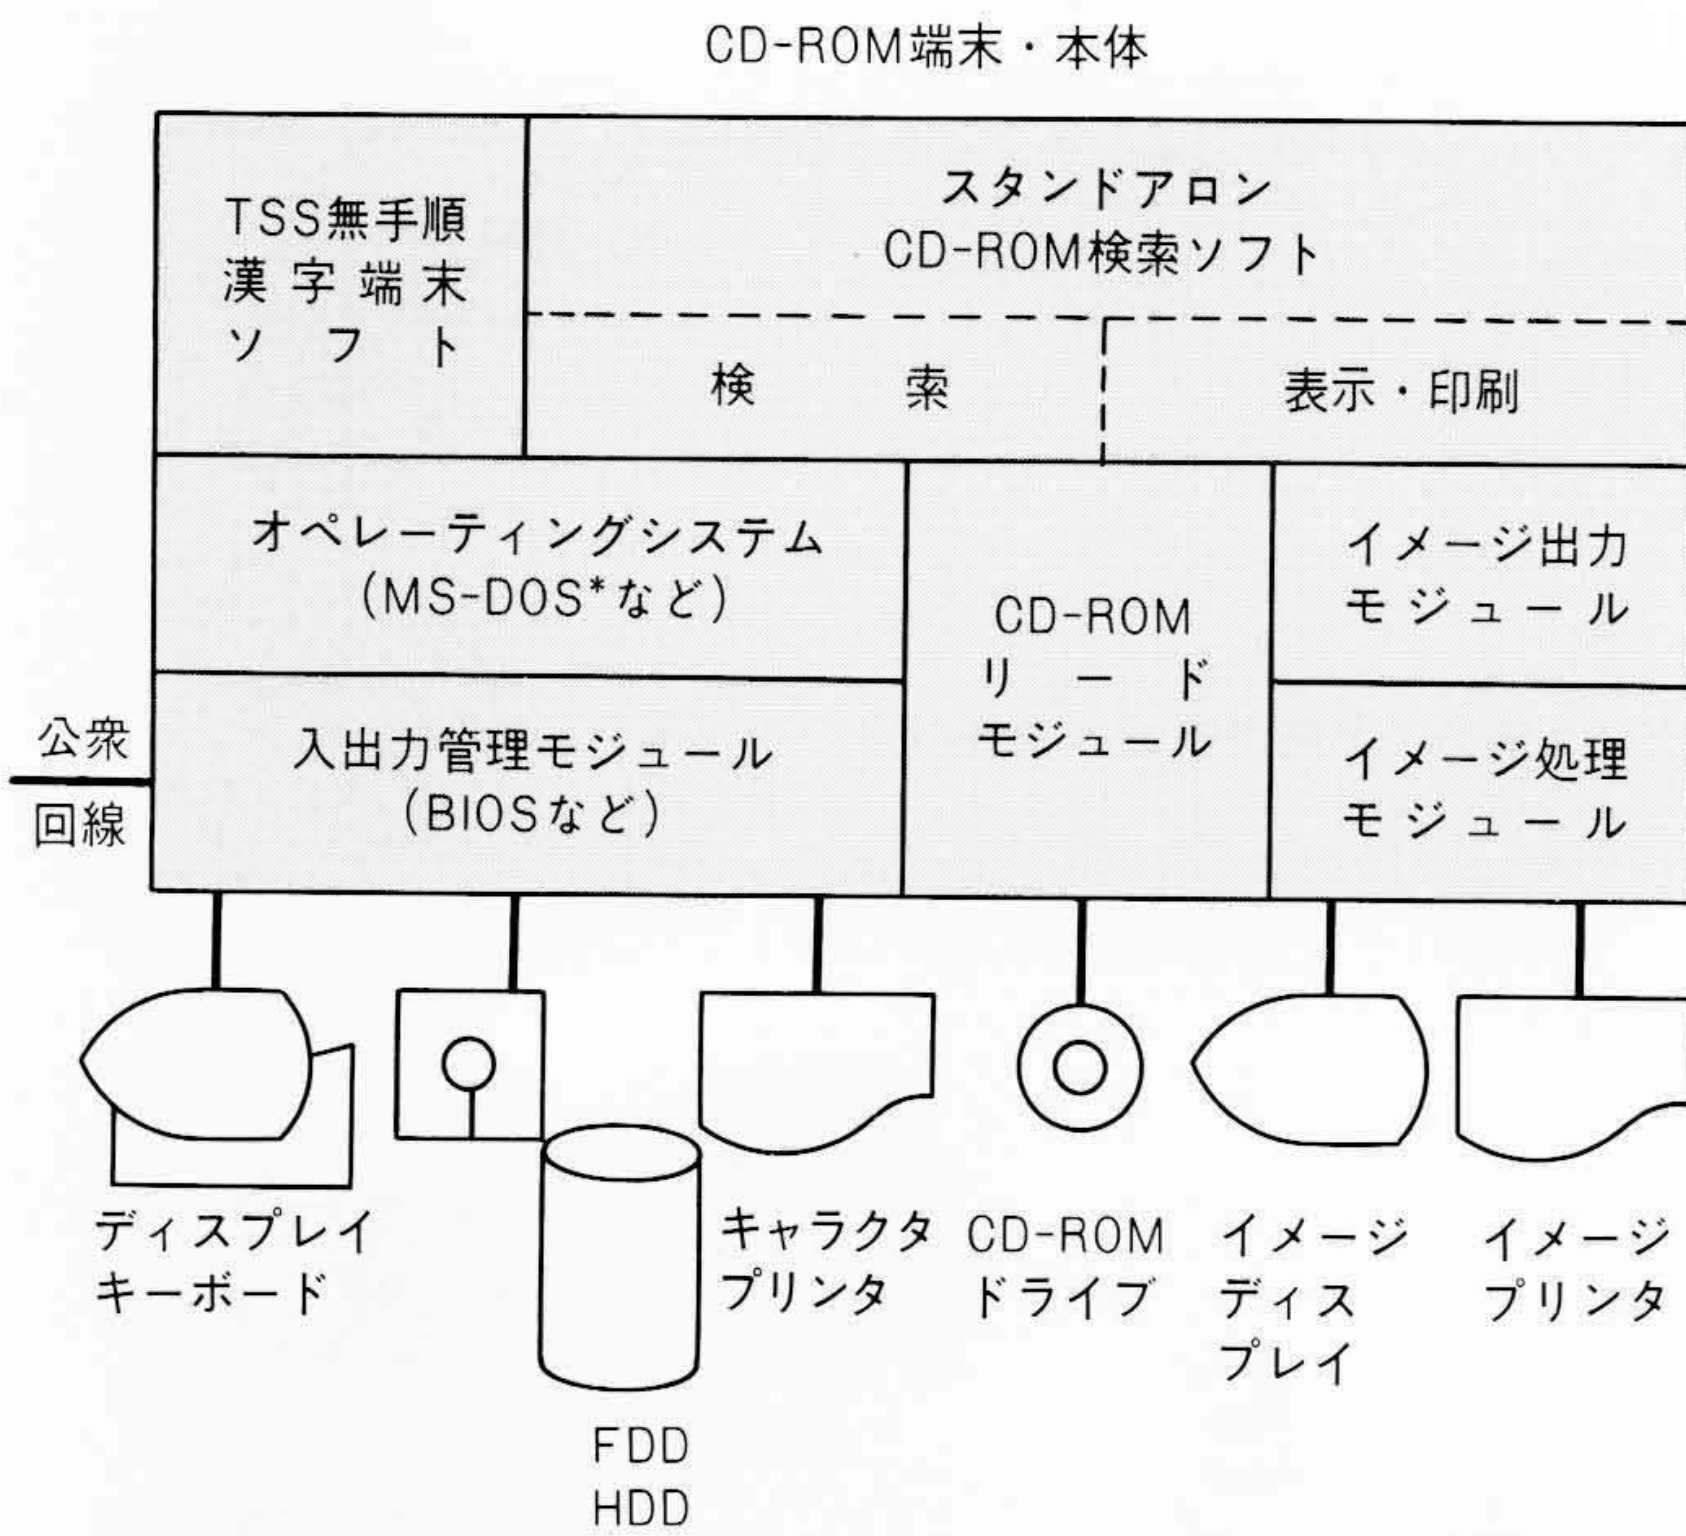 CD-ROM端末・本体
TSS無手順
漢字端末
ソフト
スタンドアロン
CD-ROM検索ソフト
検索
表示・印刷
オペレーティングシステム
(MS-DOS*など)
CD-ROM
リード
モジュール
イメージ出力
モジュール
公衆
回線
入出力管理モジュール
(BIOSなど)
イメージ処理
モジュール
ディスプレイ
キーボード
FDD
HDD
キャラクタ
プリンタ
CD-ROM
ドライブ
イメージ
ディス
プレイ
イメージ
プリンタ